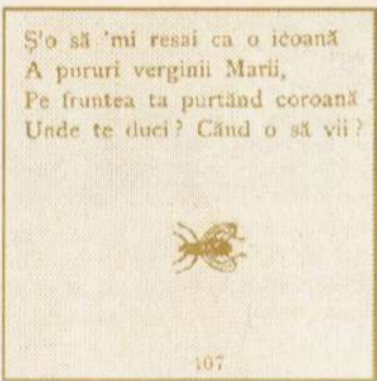 Ș'o să 'mi resai ca o icoană
A pururi verginii Marii,
Pe fruntea ta purtând coroană -
Unde te duci? Când o să vii?
107